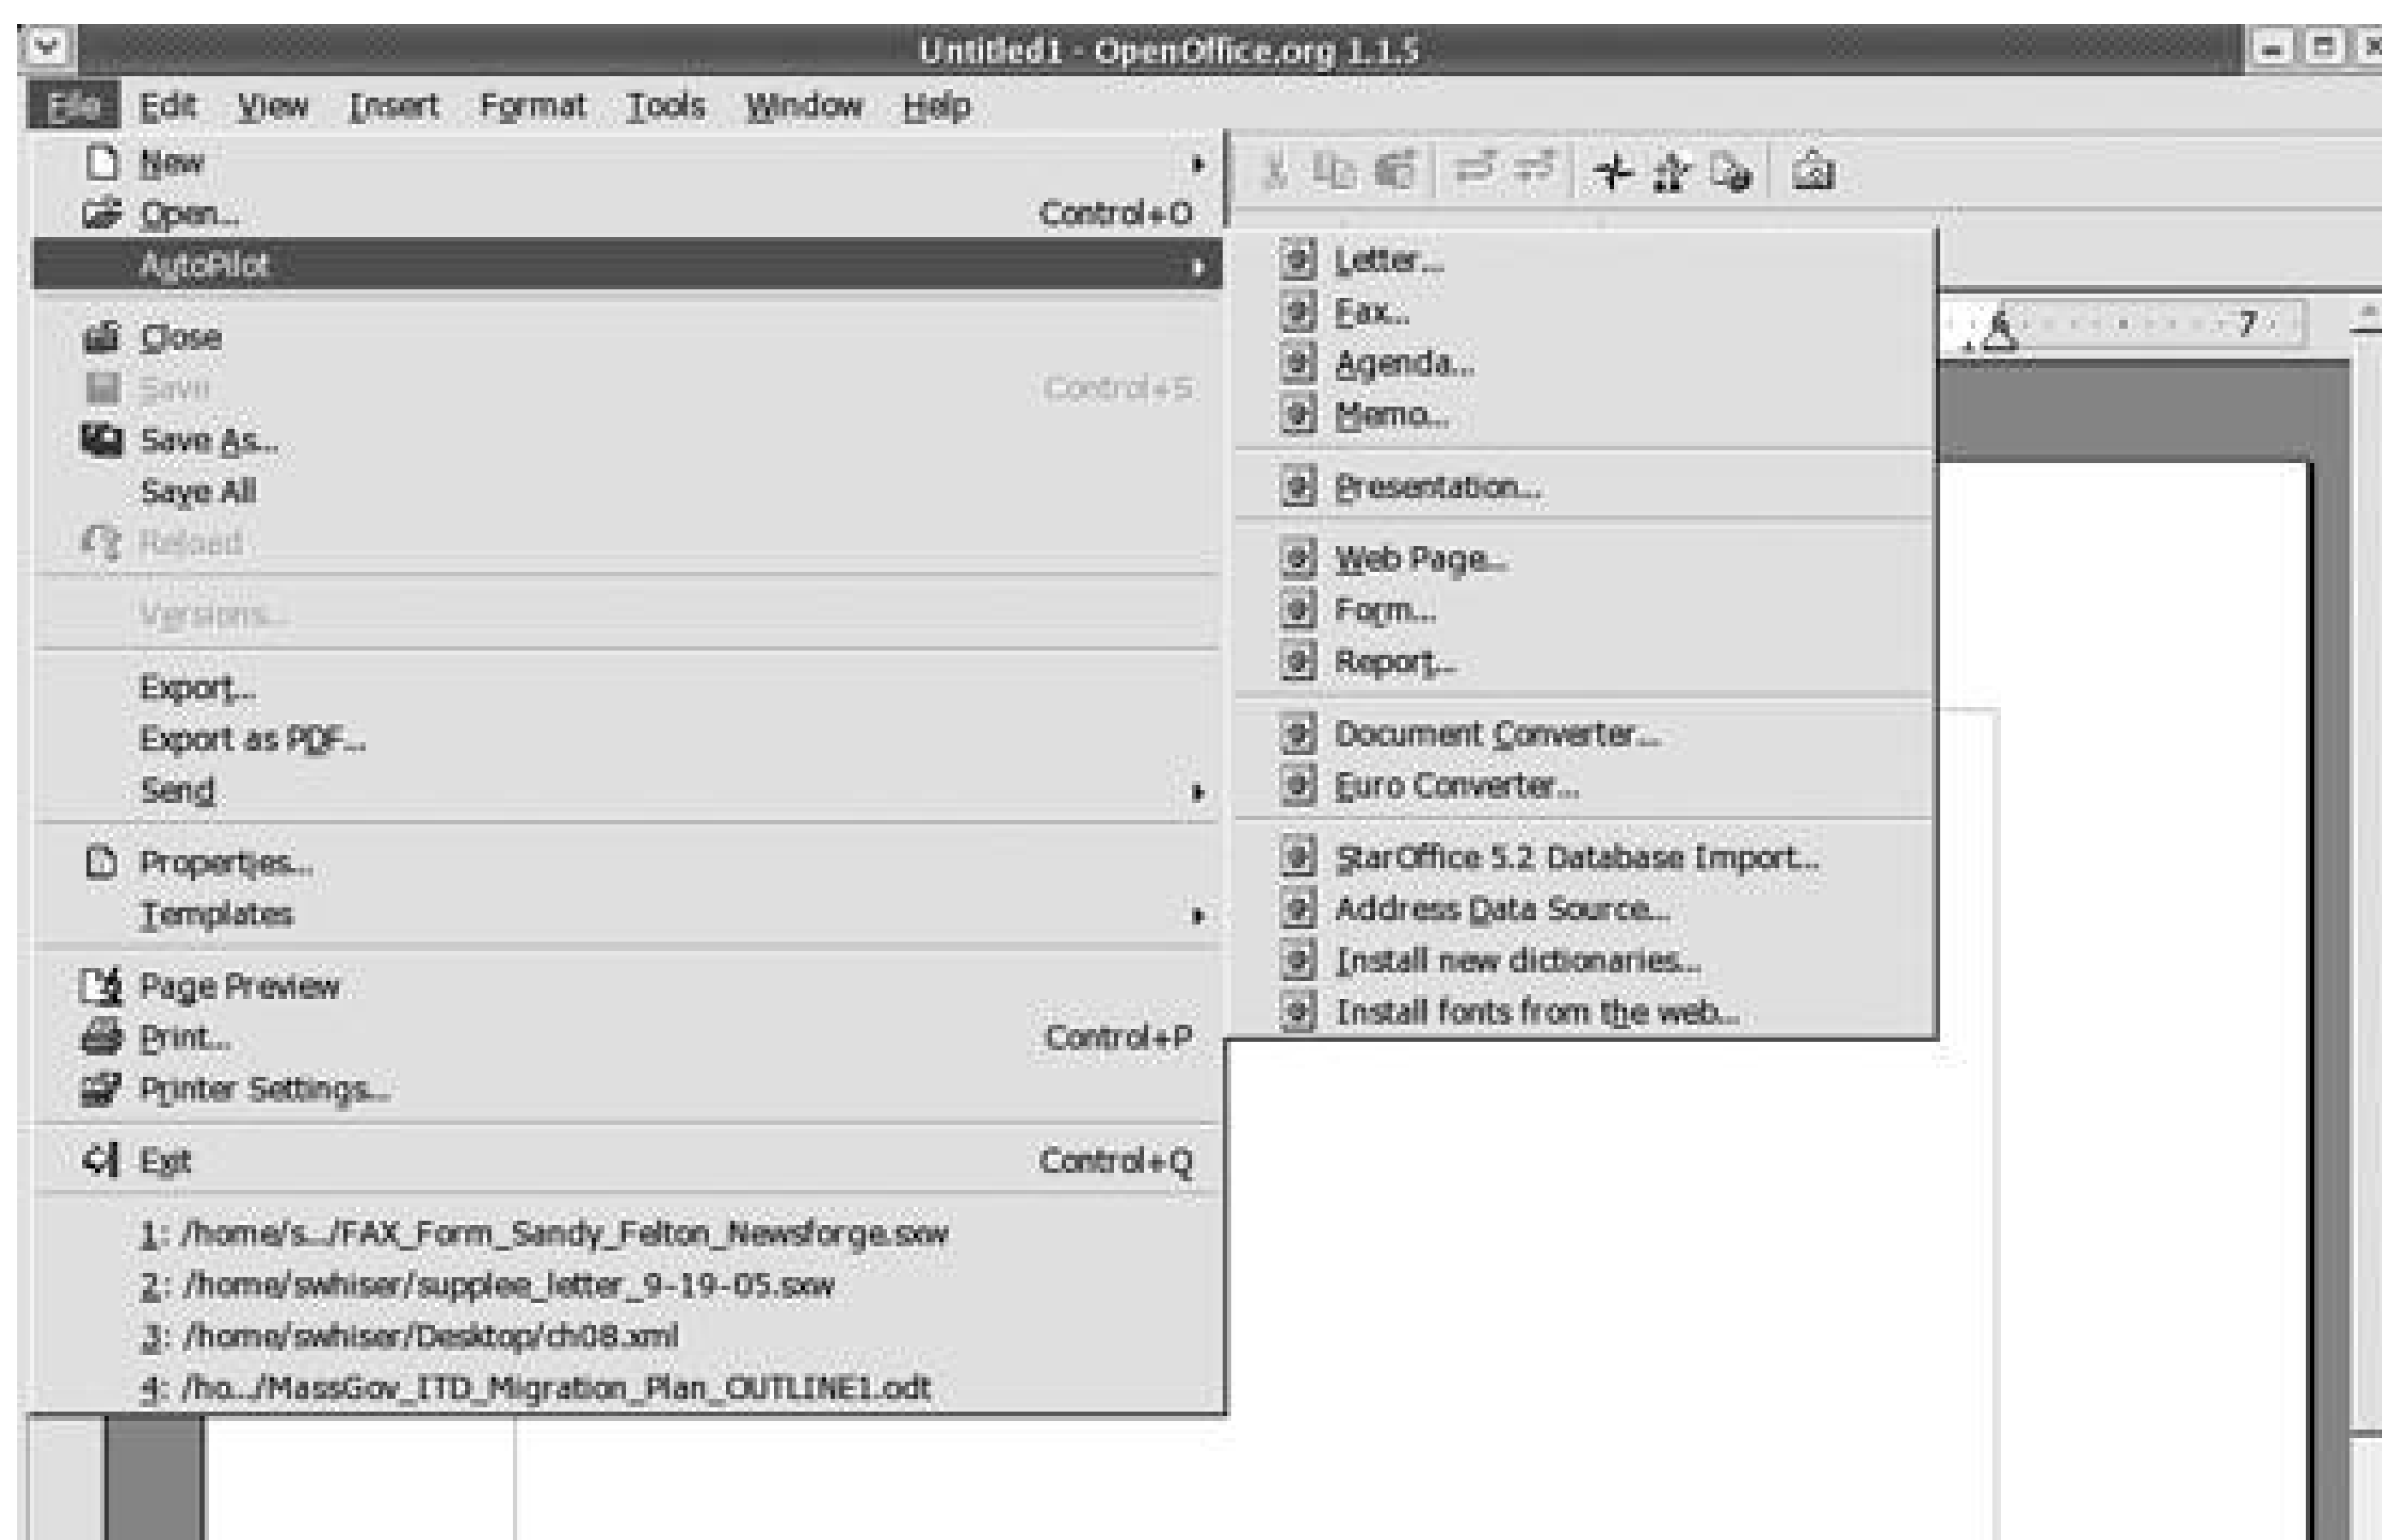 Untitled1 - OpenOffice.org 1.1.5
File Edit View Insert Format Tools Window Help
New
Open... Control+O
AutoPilot
Close
Save Control+S
Save As...
Save All
Reload
Versions...
Export...
Export as PDF...
Send
Properties...
Templates
Page Preview
Print... Control+P
Printer Settings...
Exit Control+Q
1: /home/s.../FAX_Form_Sandy_Felton_Newsforge.sxw
2: /home/swhiser/supplee_letter_9-19-05.sxw
3: /home/swhiser/Desktop/ch08.xml
4: /ho.../MassGov_ITD_Migration_Plan_OUTLINE1.odt
Letter...
Fax...
Agenda...
Memo...
Presentation...
Web Page...
Form...
Report...
Document Converter...
Euro Converter...
StarOffice 5.2 Database Import...
Address Data Source...
Install new dictionaries...
Install fonts from the web...
6 7